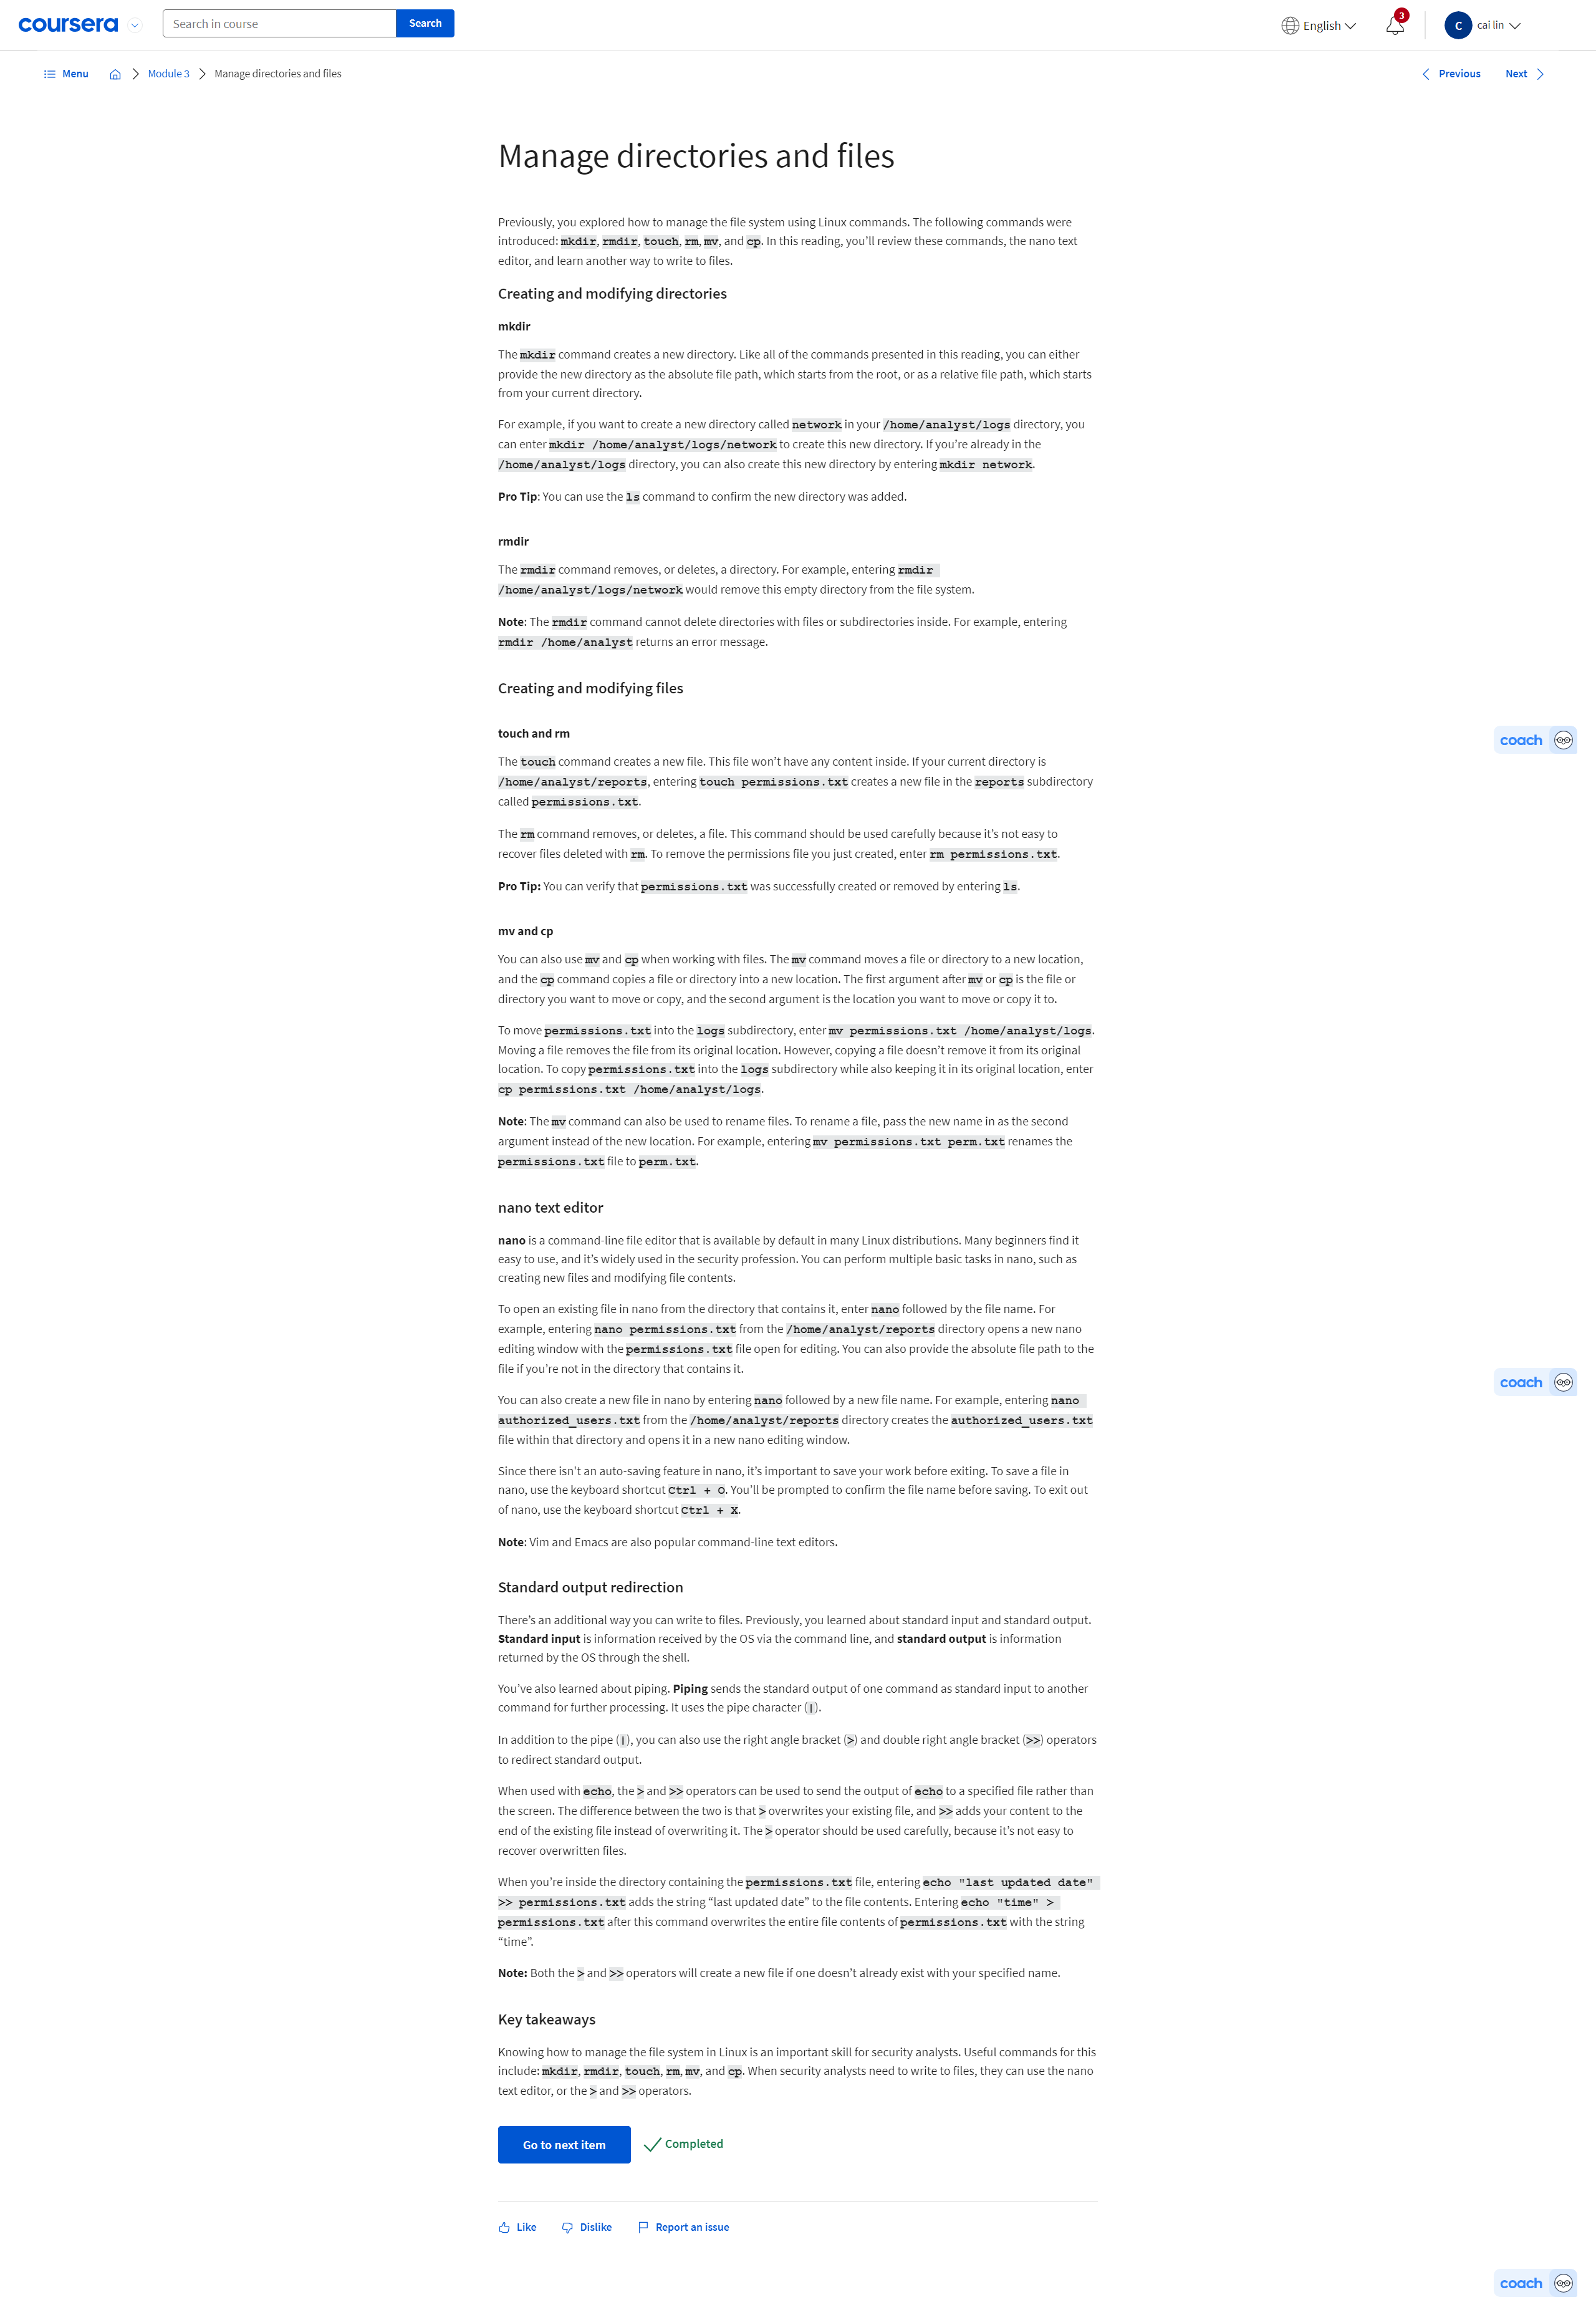 coursera
Search in course
Search
English
3
C
cai lin
Menu
Module 3
Manage directories and files
Previous
Next
Manage directories and files
Previously, you explored how to manage the file system using Linux commands. The following commands were
introduced: mkdir, rmdir, touch, rm, mv, and cp. In this reading, you’ll review these commands, the nano text
editor, and learn another way to write to files.
Creating and modifying directories
mkdir
The mkdir command creates a new directory. Like all of the commands presented in this reading, you can either
provide the new directory as the absolute file path, which starts from the root, or as a relative file path, which starts
from your current directory.
For example, if you want to create a new directory called network in your /home/analyst/logs directory, you
can enter mkdir /home/analyst/logs/network to create this new directory. If you’re already in the
/home/analyst/logs directory, you can also create this new directory by entering mkdir network.
Pro Tip: You can use the ls command to confirm the new directory was added.
rmdir
The rmdir command removes, or deletes, a directory. For example, entering rmdir
/home/analyst/logs/network would remove this empty directory from the file system.
Note: The rmdir command cannot delete directories with files or subdirectories inside. For example, entering
rmdir /home/analyst returns an error message.
Creating and modifying files
touch and rm
The touch command creates a new file. This file won’t have any content inside. If your current directory is
/home/analyst/reports, entering touch permissions.txt creates a new file in the reports subdirectory
called permissions.txt.
The rm command removes, or deletes, a file. This command should be used carefully because it’s not easy to
recover files deleted with rm. To remove the permissions file you just created, enter rm permissions.txt.
Pro Tip: You can verify that permissions.txt was successfully created or removed by entering ls.
mv and cp
You can also use mv and cp when working with files. The mv command moves a file or directory to a new location,
and the cp command copies a file or directory into a new location. The first argument after mv or cp is the file or
directory you want to move or copy, and the second argument is the location you want to move or copy it to.
To move permissions.txt into the logs subdirectory, enter mv permissions.txt /home/analyst/logs.
Moving a file removes the file from its original location. However, copying a file doesn’t remove it from its original
location. To copy permissions.txt into the logs subdirectory while also keeping it in its original location, enter
cp permissions.txt /home/analyst/logs.
Note: The mv command can also be used to rename files. To rename a file, pass the new name in as the second
argument instead of the new location. For example, entering mv permissions.txt perm.txt renames the
permissions.txt file to perm.txt.
nano text editor
nano is a command-line file editor that is available by default in many Linux distributions. Many beginners find it
easy to use, and it’s widely used in the security profession. You can perform multiple basic tasks in nano, such as
creating new files and modifying file contents.
To open an existing file in nano from the directory that contains it, enter nano followed by the file name. For
example, entering nano permissions.txt from the /home/analyst/reports directory opens a new nano
editing window with the permissions.txt file open for editing. You can also provide the absolute file path to the
file if you’re not in the directory that contains it.
You can also create a new file in nano by entering nano followed by a new file name. For example, entering nano
authorized_users.txt from the /home/analyst/reports directory creates the authorized_users.txt
file within that directory and opens it in a new nano editing window.
Since there isn't an auto-saving feature in nano, it’s important to save your work before exiting. To save a file in
nano, use the keyboard shortcut Ctrl + O. You’ll be prompted to confirm the file name before saving. To exit out
of nano, use the keyboard shortcut Ctrl + X.
Note: Vim and Emacs are also popular command-line text editors.
Standard output redirection
There’s an additional way you can write to files. Previously, you learned about standard input and standard output.
Standard input is information received by the OS via the command line, and standard output is information
returned by the OS through the shell.
You’ve also learned about piping. Piping sends the standard output of one command as standard input to another
command for further processing. It uses the pipe character (|).
In addition to the pipe (|), you can also use the right angle bracket (>) and double right angle bracket (>>) operators
to redirect standard output.
When used with echo, the > and >> operators can be used to send the output of echo to a specified file rather than
the screen. The difference between the two is that > overwrites your existing file, and >> adds your content to the
end of the existing file instead of overwriting it. The > operator should be used carefully, because it’s not easy to
recover overwritten files.
When you’re inside the directory containing the permissions.txt file, entering echo "last updated date"
>> permissions.txt adds the string “last updated date” to the file contents. Entering echo "time" >
permissions.txt after this command overwrites the entire file contents of permissions.txt with the string
“time”.
Note: Both the > and >> operators will create a new file if one doesn’t already exist with your specified name.
Key takeaways
Knowing how to manage the file system in Linux is an important skill for security analysts. Useful commands for this
include: mkdir, rmdir, touch, rm, mv, and cp. When security analysts need to write to files, they can use the nano
text editor, or the > and >> operators.
Go to next item
Completed
Like
Dislike
Report an issue
coach
coach
coach